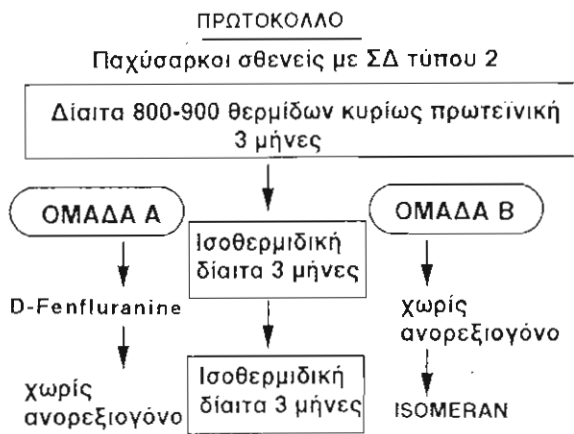 ΠΡΩΤΟΚΟΛΛΟ
Παχύσαρκοι σθενείς με ΣΔ τύπου 2
Δίαιτα 800-900 θερμίδων κυρίως πρωτεϊνική
3 μήνες
ΟΜΑΔΑ Α
ΟΜΑΔΑ Β
Ισοθερμιδική
δίαιτα 3 μήνες
D-Fenfluranine
χωρίς
ανορεξιογόνο
χωρίς
ανορεξιογόνο
Ισοθερμιδική
δίαιτα 3 μήνες
ISOMERAN